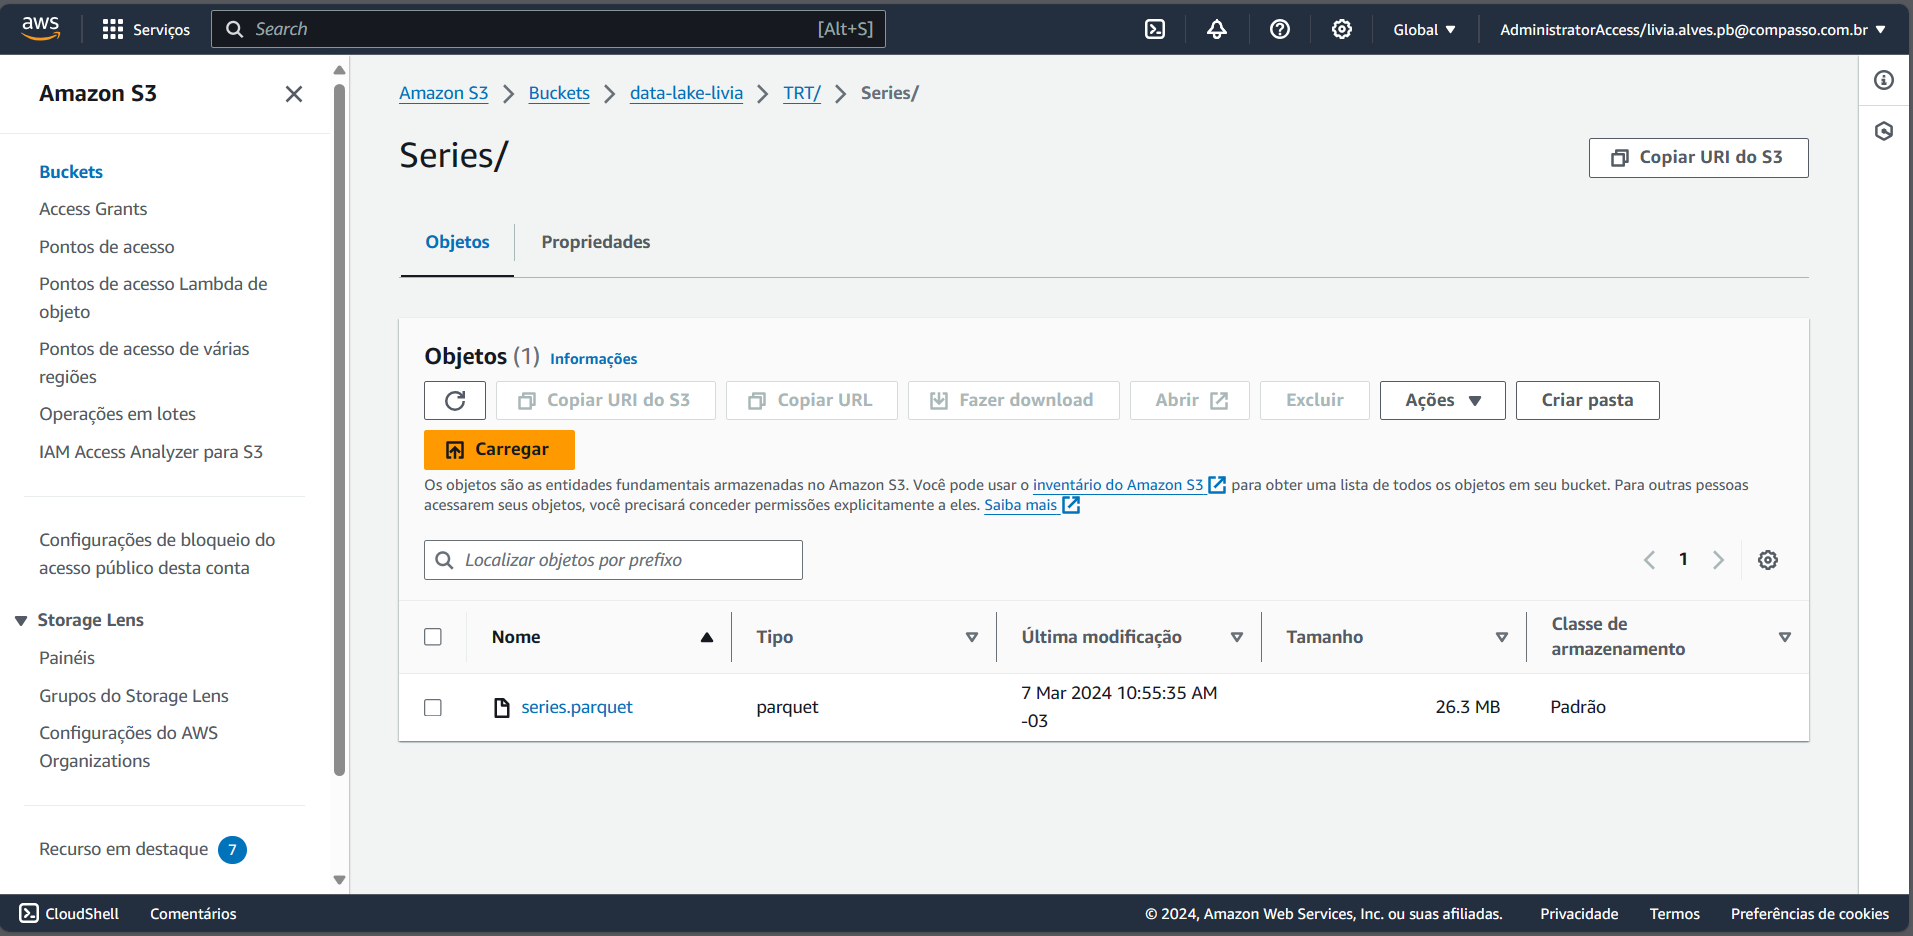 aws
Serviços
Search
[Alt+S]
Global
AdministratorAccess/livia.alves.pb@compasso.com.br
Amazon S3
Buckets
Access Grants
Pontos de acesso
Pontos de acesso Lambda de
objeto
Pontos de acesso de várias
regiões
Operações em lotes
IAM Access Analyzer para S3
Configurações de bloqueio do
acesso público desta conta
Storage Lens
Painéis
Grupos do Storage Lens
Configurações do AWS
Organizations
Recurso em destaque 7
Amazon S3 Buckets data-lake-livia TRT/ Series/
Series/
Copiar URI do S3
Objetos
Propriedades
Objetos (1) Informações
Copiar URI do S3
Copiar URL
Fazer download
Abrir
Excluir
Ações
Criar pasta
Carregar
Os objetos são as entidades fundamentais armazenadas no Amazon S3. Você pode usar o inventário do Amazon S3 para obter uma lista de todos os objetos em seu bucket. Para outras pessoas
acessarem seus objetos, você precisará conceder permissões explicitamente a eles. Saiba mais
Localizar objetos por prefixo
1
Nome
Tipo
Última modificação
Tamanho
Classe de
armazenamento
series.parquet
parquet
7 Mar 2024 10:55:35 AM
-03
26.3 MB
Padrão
CloudShell
Comentários
© 2024, Amazon Web Services, Inc. ou suas afiliadas.
Privacidade
Termos
Preferências de cookies